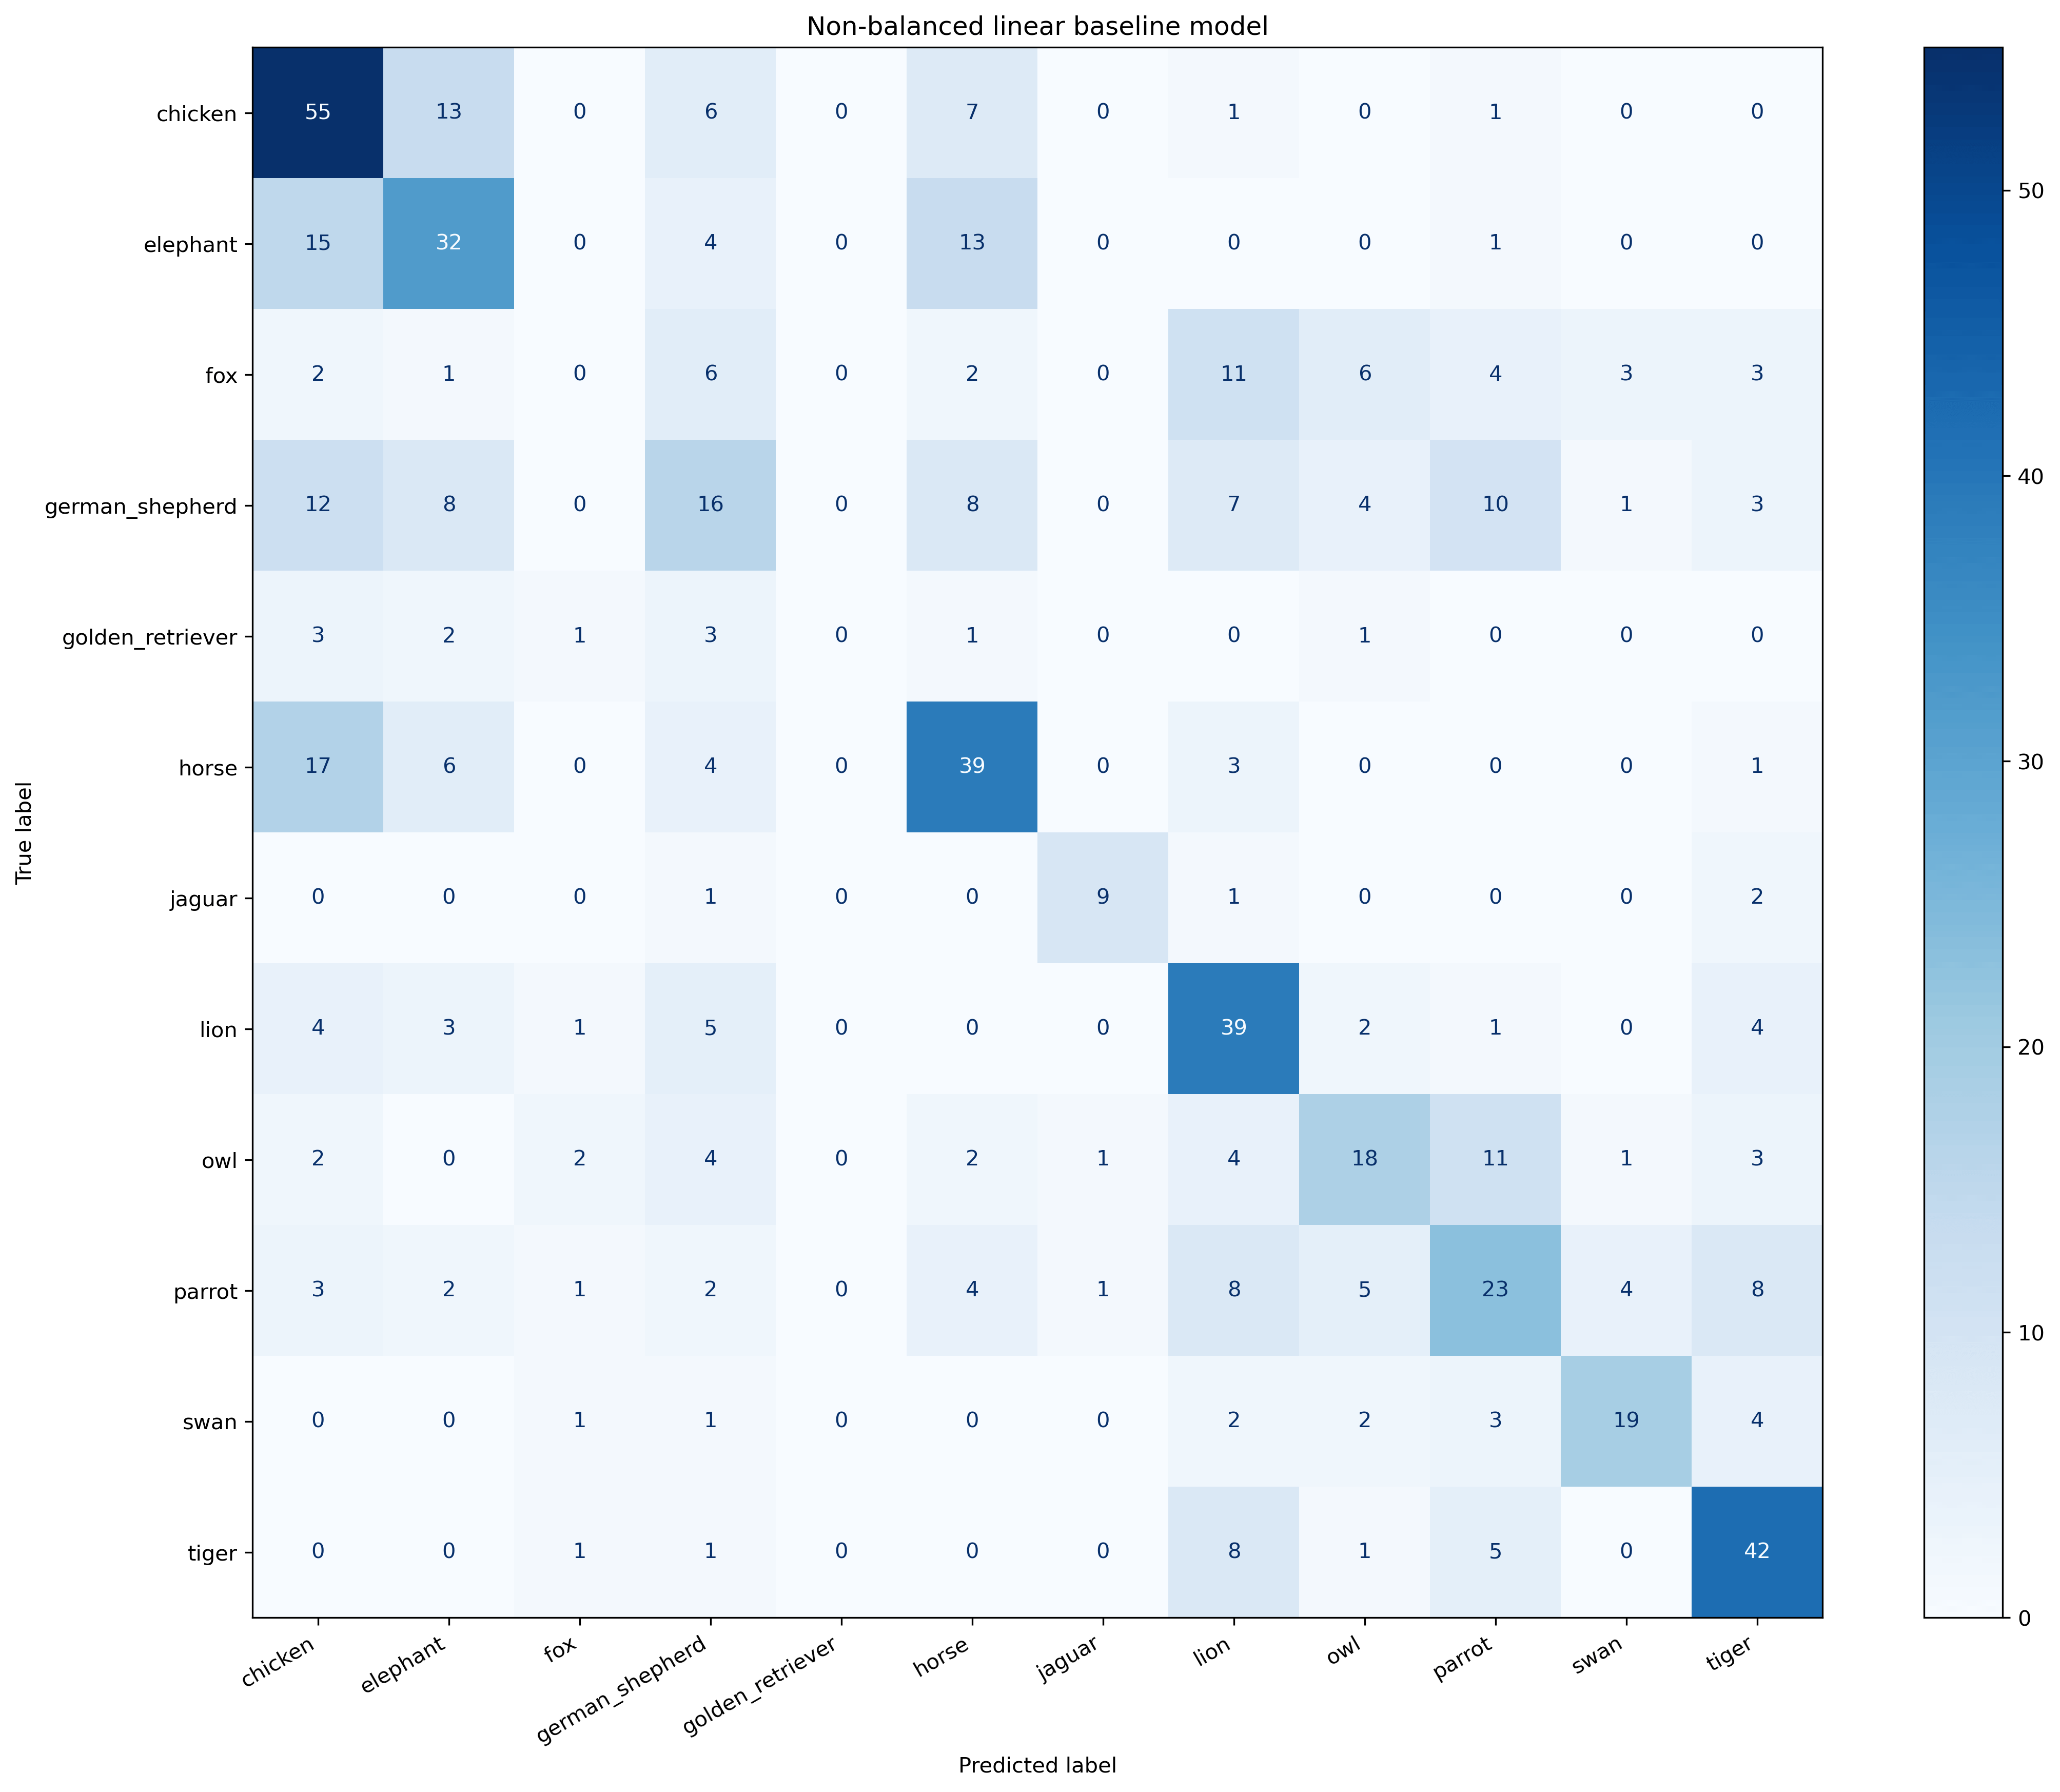 Non-balanced linear baseline model
True label
chicken 55 13 0 6 0 7 0 1 0 1 0 0
elephant 15 32 0 4 0 13 0 0 0 1 0 0
fox 2 1 0 6 0 2 0 11 6 4 3 3
german_shepherd 12 8 0 16 0 8 0 7 4 10 1 3
golden_retriever 3 2 1 3 0 1 0 0 1 0 0 0
horse 17 6 0 4 0 39 0 3 0 0 0 1
jaguar 0 0 0 1 0 0 9 1 0 0 0 2
lion 4 3 1 5 0 0 0 39 2 1 0 4
owl 2 0 2 4 0 2 1 4 18 11 1 3
parrot 3 2 1 2 0 4 1 8 5 23 4 8
swan 0 0 1 1 0 0 0 2 2 3 19 4
tiger 0 0 1 1 0 0 0 8 1 5 0 42
chicken elephant fox german_shepherd golden_retriever horse jaguar lion owl parrot swan tiger
Predicted label
50
40
30
20
10
0